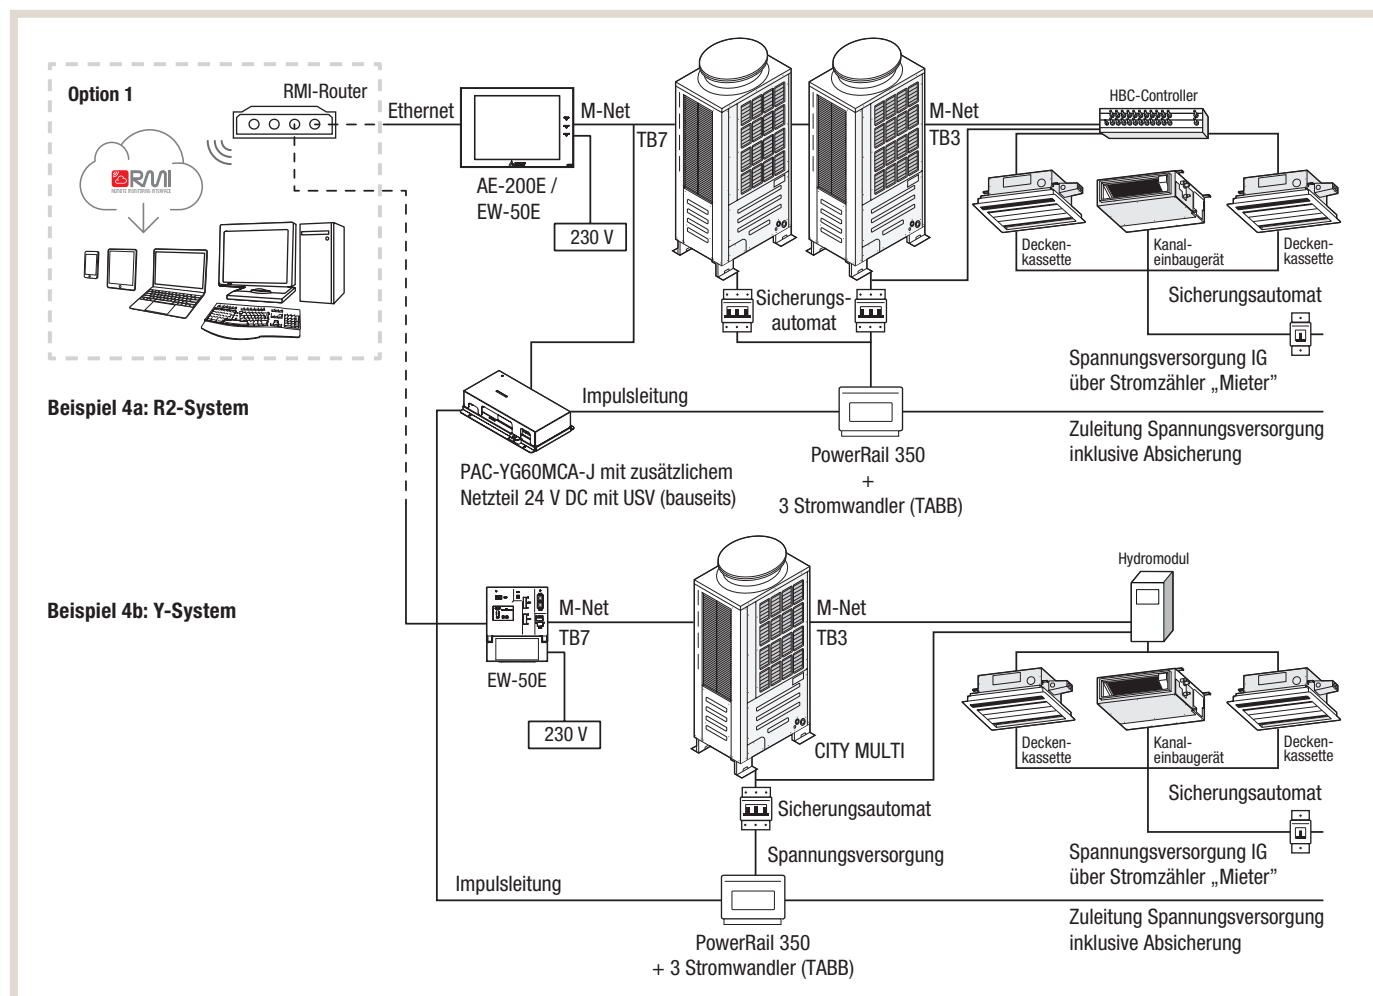 Option 1
RMI-Router
RMI
REMOTE MONITORING INTERFACE
Ethernet
AE-200E /
EW-50E
230 V
M-Net
TB7
M-Net
TB3
HBC-Controller
Decken-
kassette
Kanal-
einbaugerät
Decken-
kassette
Sicherungs-
automat
Sicherungsautomat
Spannungsversorgung IG
über Stromzähler „Mieter”
Beispiel 4a: R2-System
Impulsleitung
Zuleitung Spannungsversorgung
inklusive Absicherung
PAC-YG60MCA-J mit zusätzlichem
Netzteil 24 V DC mit USV (bauseits)
PowerRail 350
+
3 Stromwandler (TABB)
Beispiel 4b: Y-System
EW-50E
230 V
M-Net
TB7
M-Net
TB3
CITY MULTI
Hydromodul
Decken-
kassette
Kanal-
einbaugerät
Decken-
kassette
Sicherungsautomat
Sicherungsautomat
Spannungsversorgung
Spannungsversorgung IG
über Stromzähler „Mieter”
Impulsleitung
Zuleitung Spannungsversorgung
inklusive Absicherung
PowerRail 350
+ 3 Stromwandler (TABB)